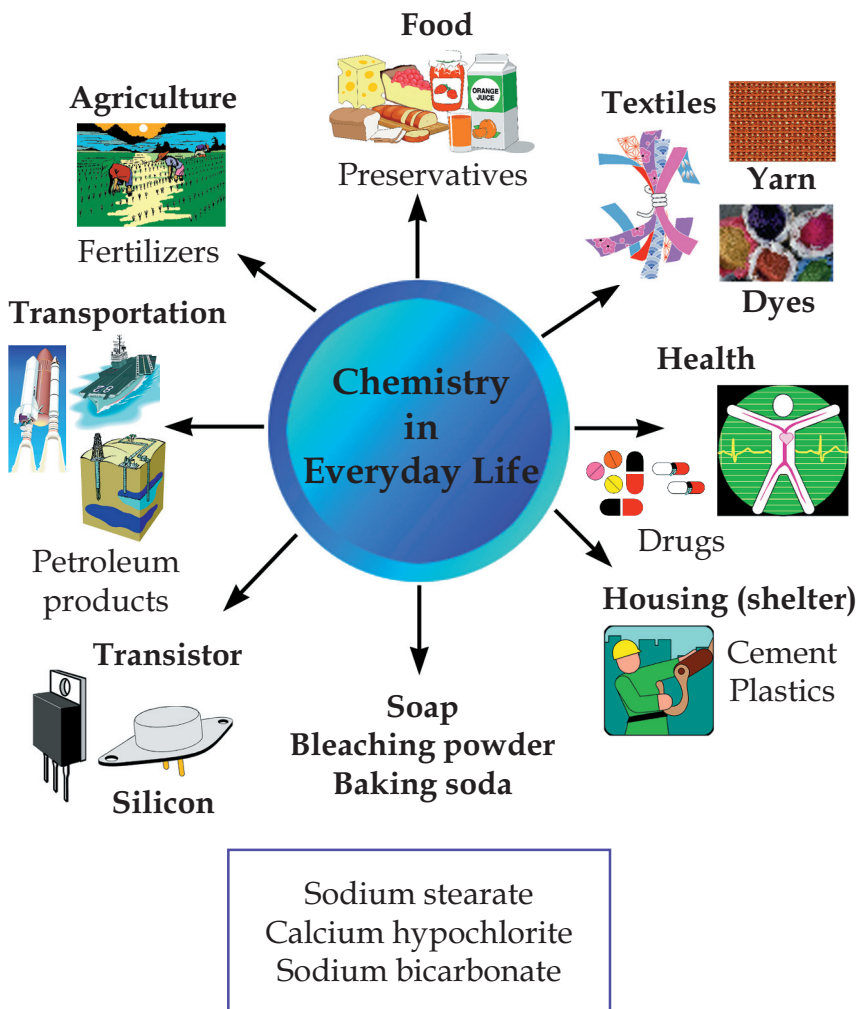 Food
ORANGE
JUICE
Preservatives
Agriculture
Fertilizers
Textiles
Yarn
Dyes
Transportation
Petroleum
products
Chemistry
in
Everyday Life
Health
Drugs
Housing (shelter)
Cement
Plastics
Transistor
Silicon
Soap
Bleaching powder
Baking soda
Sodium stearate
Calcium hypochlorite
Sodium bicarbonate